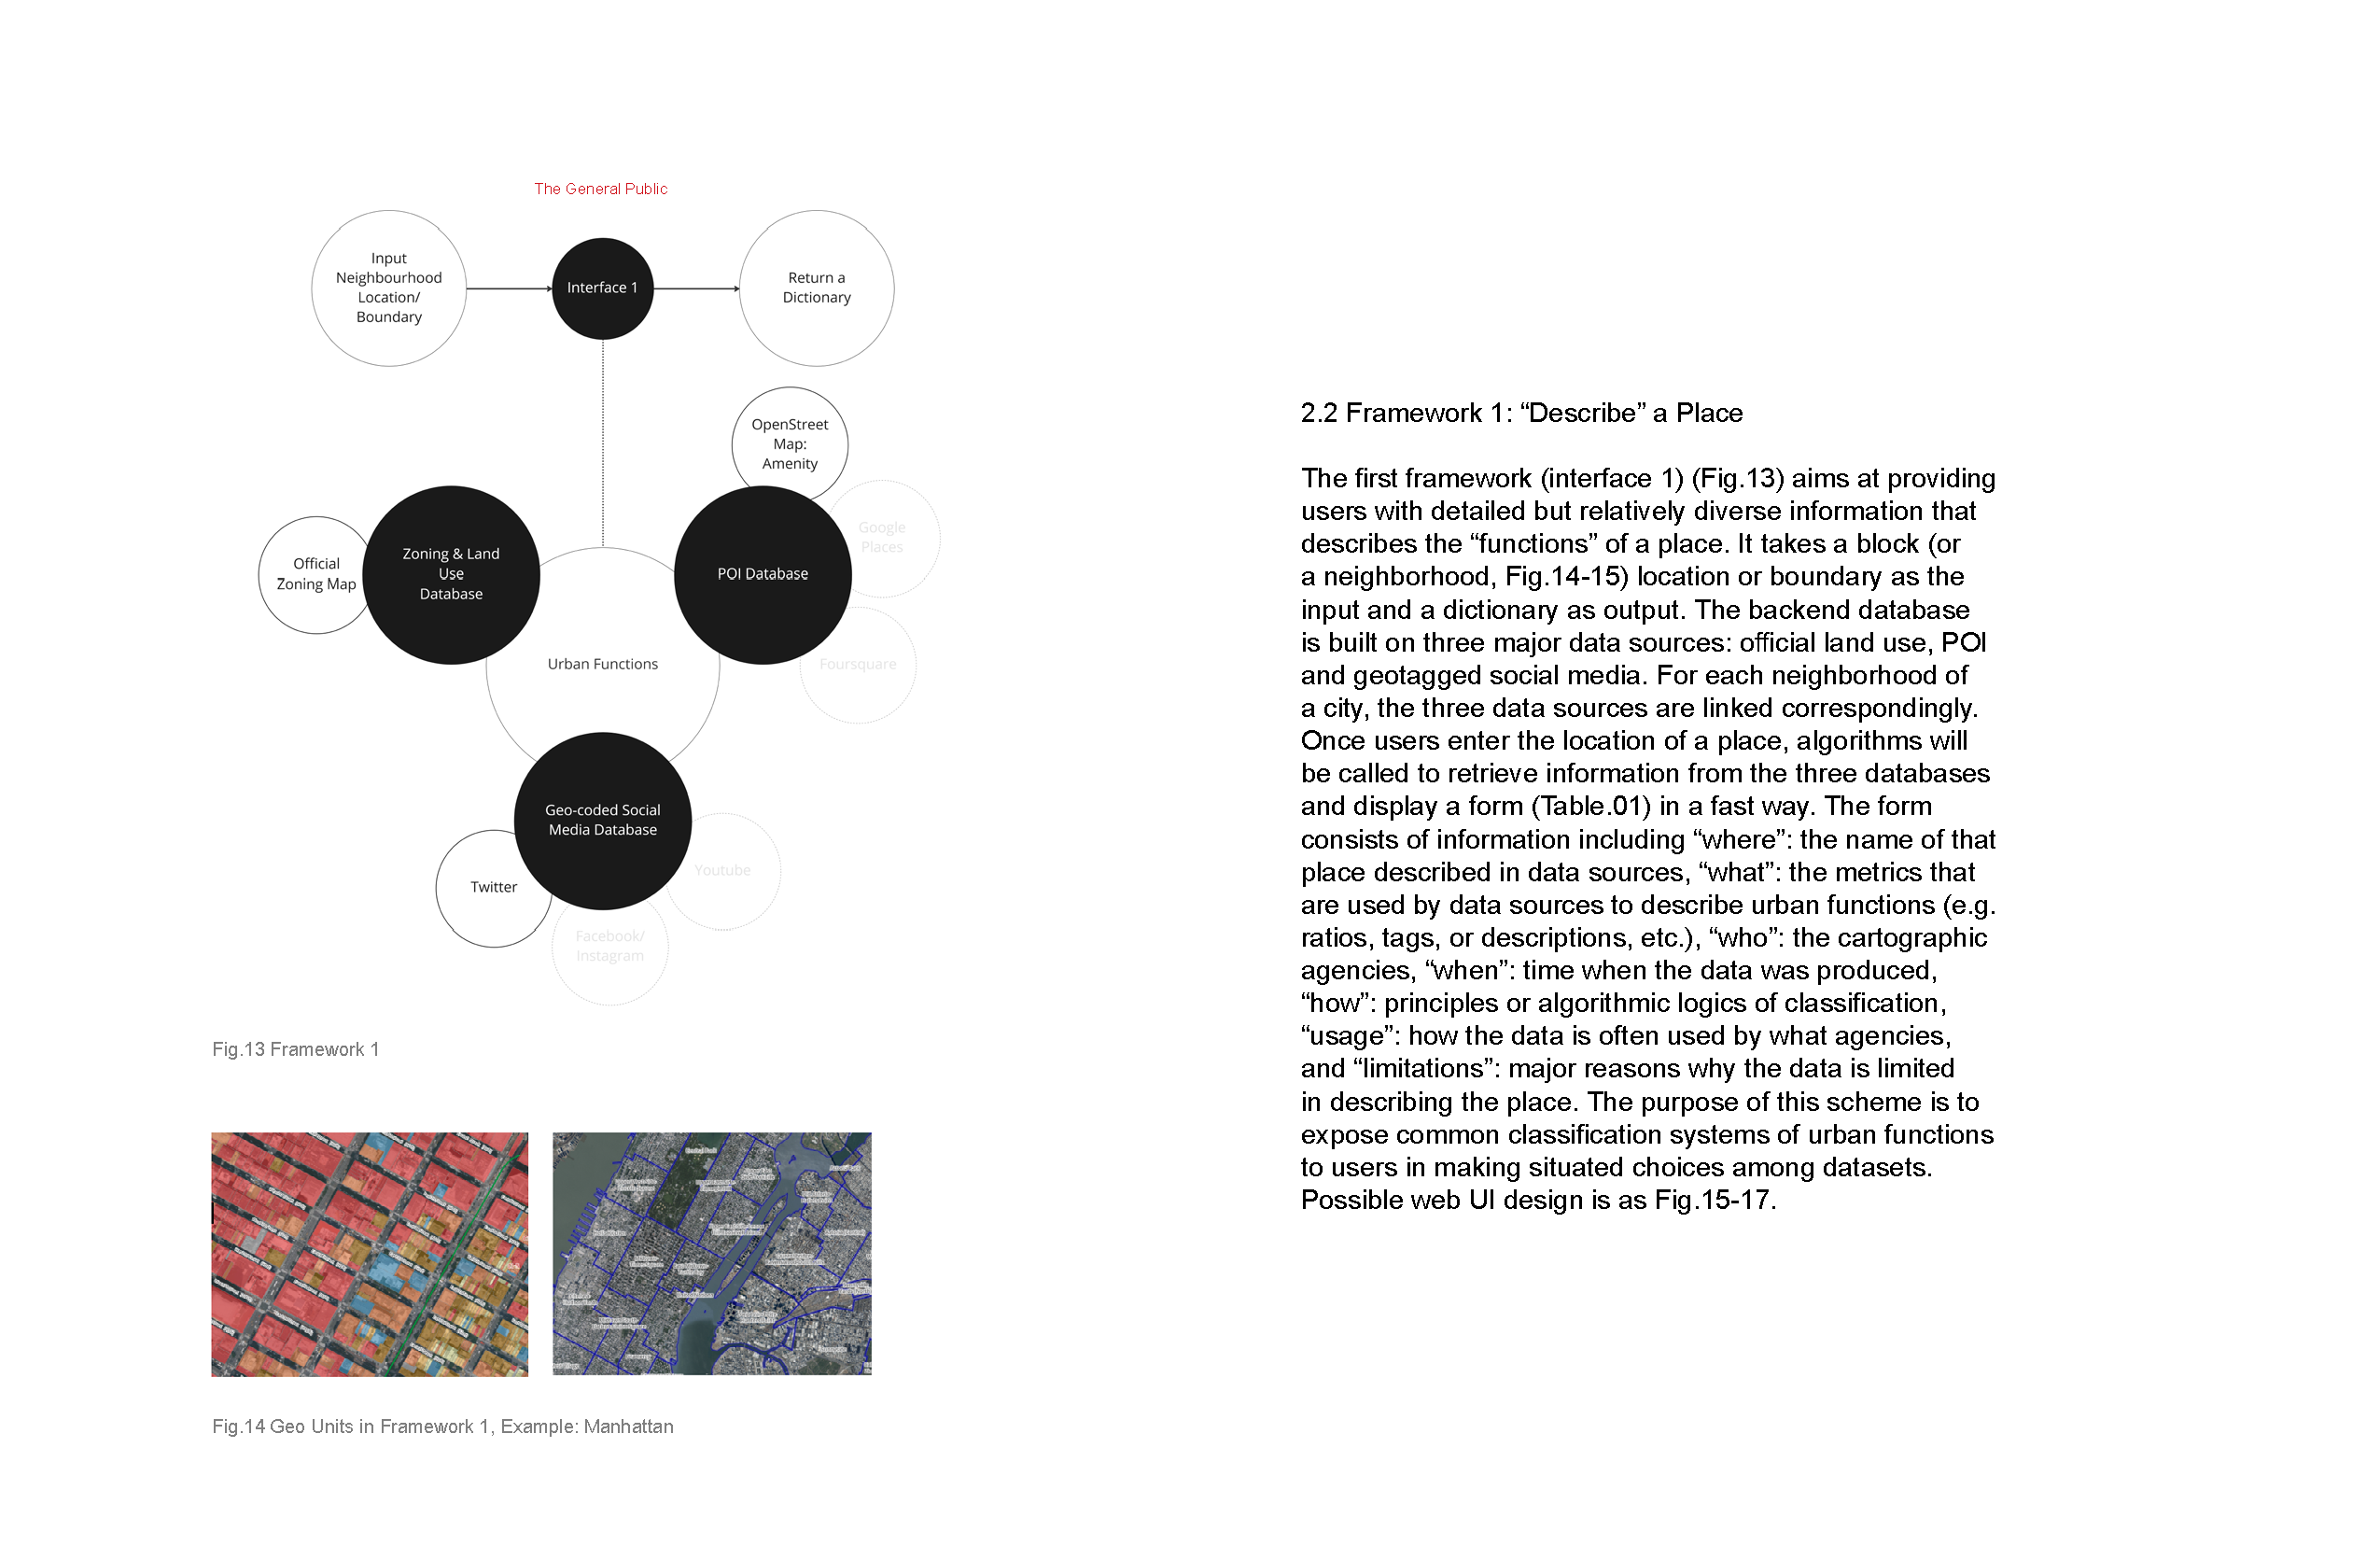 The General Public
Input
Neighbourhood
Location/
Boundary
Interface 1
Return a
Dictionary
OpenStreet
Map:
Amenity
Google
Places
Official
Zoning Map
Zoning & Land
Use
Database
POI Database
Urban Functions
Foursquare
Geo-coded Social
Media Database
Twitter
Youtube
Facebook/
Instagram
Fig.13 Framework 1
Fig.14 Geo Units in Framework 1, Example: Manhattan
2.2 Framework 1: “Describe” a Place
The first framework (interface 1) (Fig.13) aims at providing
users with detailed but relatively diverse information that
describes the “functions” of a place. It takes a block (or
a neighborhood, Fig.14-15) location or boundary as the
input and a dictionary as output. The backend database
is built on three major data sources: official land use, POI
and geotagged social media. For each neighborhood of
a city, the three data sources are linked correspondingly.
Once users enter the location of a place, algorithms will
be called to retrieve information from the three databases
and display a form (Table.01) in a fast way. The form
consists of information including “where”: the name of that
place described in data sources, “what”: the metrics that
are used by data sources to describe urban functions (e.g.
ratios, tags, or descriptions, etc.), “who”: the cartographic
agencies, “when”: time when the data was produced,
“how”: principles or algorithmic logics of classification,
“usage”: how the data is often used by what agencies,
and “limitations”: major reasons why the data is limited
in describing the place. The purpose of this scheme is to
expose common classification systems of urban functions
to users in making situated choices among datasets.
Possible web UI design is as Fig.15-17.